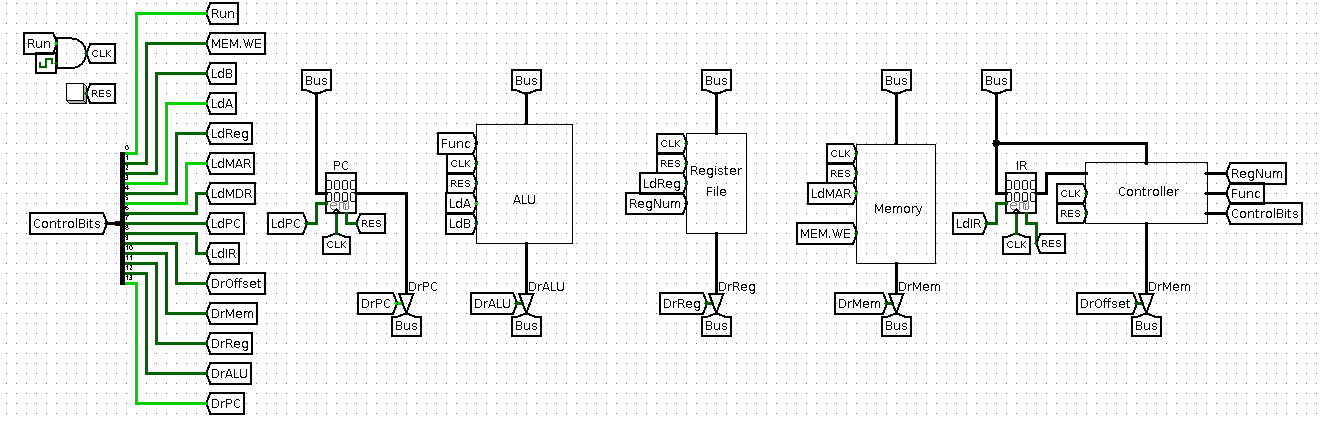 Run
MEM.WE
LdB
LdA
LdReg
LdMAR
LdMDR
LdPC
LdIR
DrOffset
DrMem
DrReg
DrALU
DrPC
Run
CLK
RES
ControlBits
0
1
2
3
4
5
6
7
8
9
10
11
12
13
Bus
PC
LdPC
CLK
RES
DrPC
DrPC
Bus
Bus
Func
CLK
RES
LdA
LdB
ALU
DrALU
DrALU
Bus
Bus
CLK
RES
LdReg
RegNum
Register
File
DrReg
DrReg
Bus
Bus
CLK
RES
LdMAR
MEM.WE
Memory
DrMem
DrMem
Bus
Bus
IR
LdIR
CLK
RES
CLK
RES
Controller
RegNum
Func
ControlBits
DrMem
DrOffset
Bus